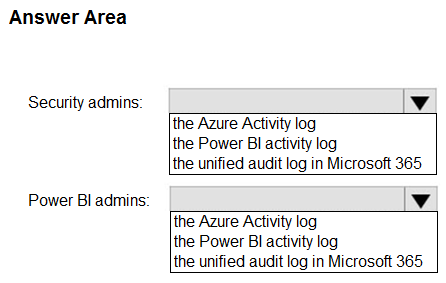 Answer Area
Security admins:
the Azure Activity log
the Power BI activity log
the unified audit log in Microsoft 365
Power BI admins:
the Azure Activity log
the Power BI activity log
the unified audit log in Microsoft 365